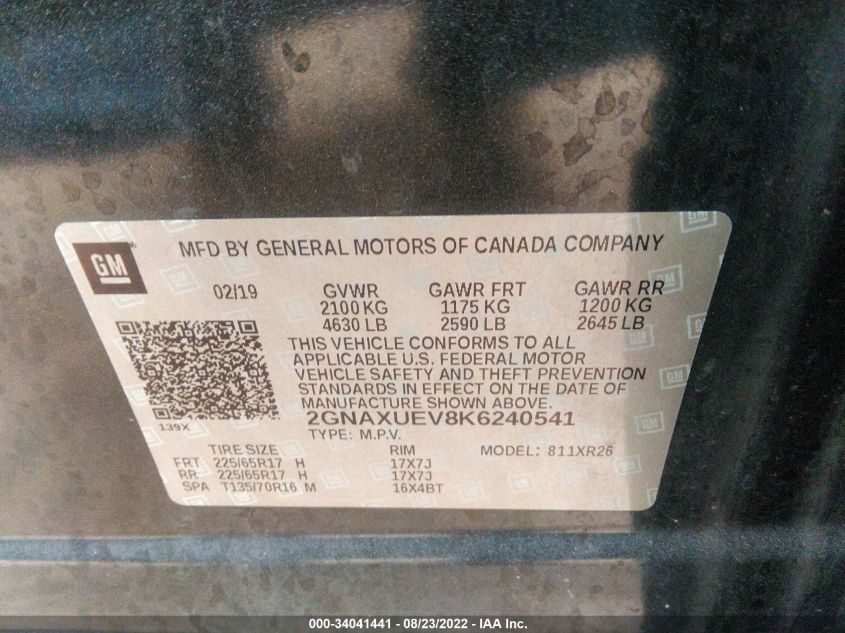 GM
MFD BY GENERAL MOTORS OF CANADA COMPANY
02/19 GVWR GAWR FRT GAWR RR
2100 KG 1175 KG 1200 KG
4630 LB 2590 LB 2645 LB
THIS VEHICLE CONFORMS TO ALL
APPLICABLE U.S. FEDERAL MOTOR
VEHICLE SAFETY AND THEFT PREVENTION
STANDARDS IN EFFECT ON THE DATE OF
MANUFACTURE SHOWN ABOVE.
139X
2GNAXUEV8K6240541
TYPE: M.P.V.
TIRE SIZE RIM MODEL: 811XR26
FRT 225/65R17 H 17X7J
RR 225/65R17 H 17X7J
SPA T135/70R16 M 16X4BT
000-34041441 - 08/23/2022 - IAA Inc.